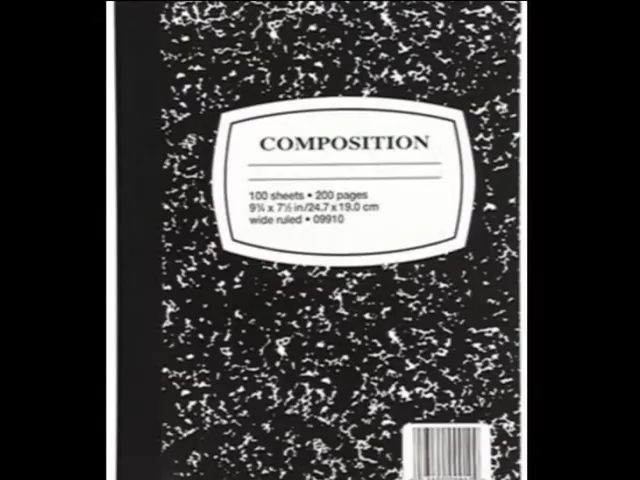 COMPOSITION
100 sheets • 200 pages
9¾ x 7½ in/24.7 x 19.0 cm
wide ruled • 09910